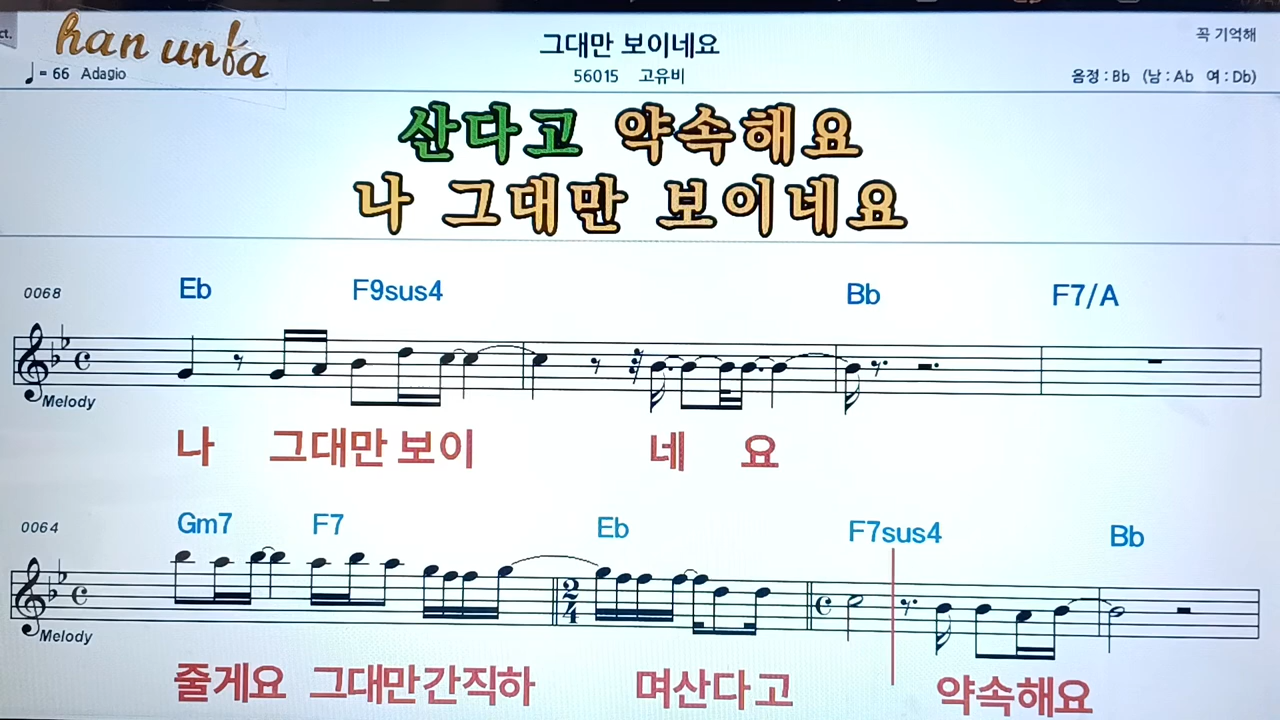 ct.
han unfa
그대만 보이네요
꼭 기억해
♩= 66 Adagio
56015 고유비
음정 : Bb (남 : Ab 여 : Db)
산다고 약속해요
나 그대만 보이네요
0068 Eb F9sus4 Bb F7/A
Melody
나 그대만 보이 네 요
0064 Gm7 F7 Eb F7sus4 Bb
2/4
Melody
줄게요 그대만간직하 며산다고 약속해요